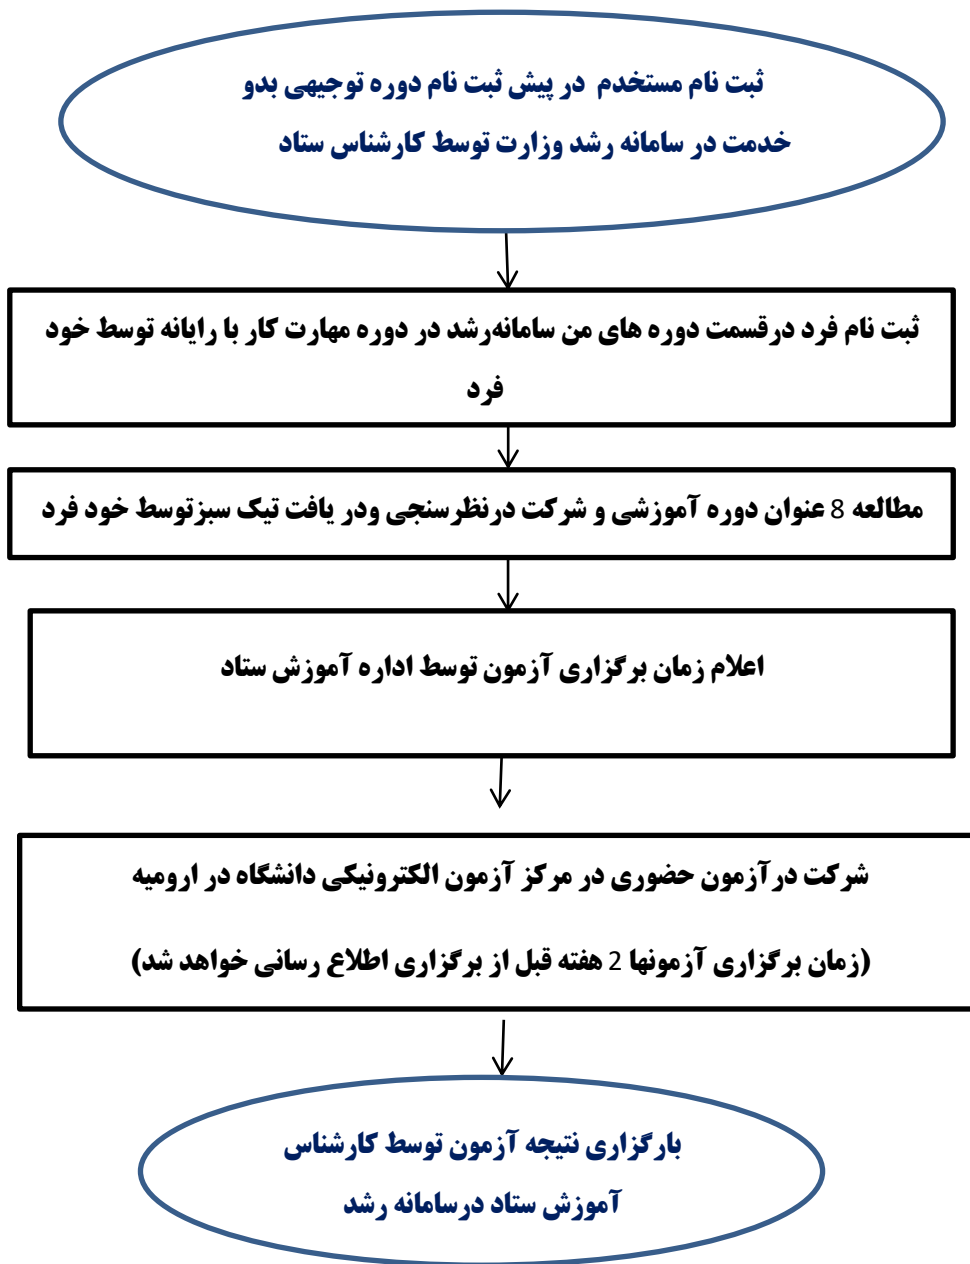 ثبت نام مستخدم در پیش ثبت نام دوره توجیهی بدو
خدمت در سامانه رشد وزارت توسط کارشناس ستاد
ثبت نام فرد درقسمت دوره های من سامانه‌رشد در دوره مهارت کار با رایانه توسط خود
فرد
مطالعه 8 عنوان دوره آموزشی و شرکت درنظرسنجی ودر یافت تیک سبزتوسط خود فرد
اعلام زمان برگزاری آزمون توسط اداره آموزش ستاد
شرکت درآزمون حضوری در مرکز آزمون الکترونیکی دانشگاه در ارومیه
(زمان برگزاری آزمونها 2 هفته قبل از برگزاری اطلاع رسانی خواهد شد)
بارگزاری نتیجه آزمون توسط کارشناس
آموزش ستاد درسامانه رشد